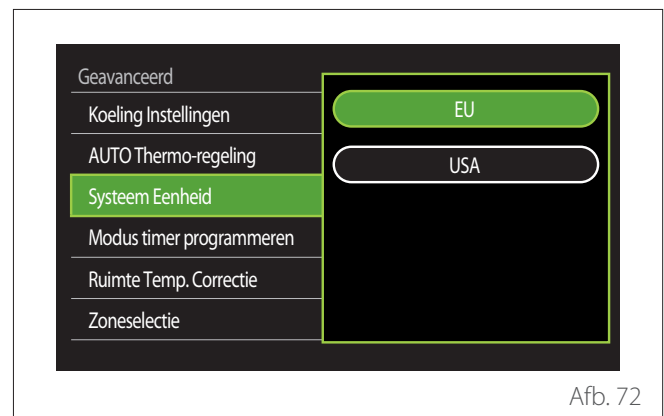 Geavanceerd
Koeling Instellingen
AUTO Thermo-regeling
Systeem Eenheid
Modus timer programmeren
Ruimte Temp. Correctie
Zoneselectie
EU
USA
Afb. 72